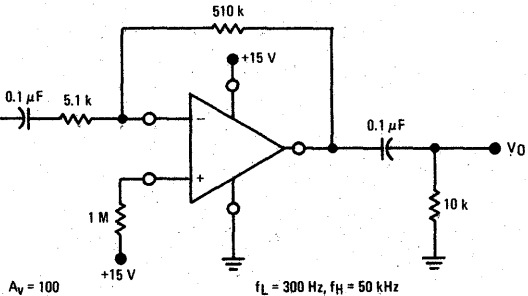 510 k
+15 V
0.1 µF
5.1 k
−
0.1 µF
VO
+
1 M
10 k
+15 V
AV = 100
fL = 300 Hz, fH = 50 kHz